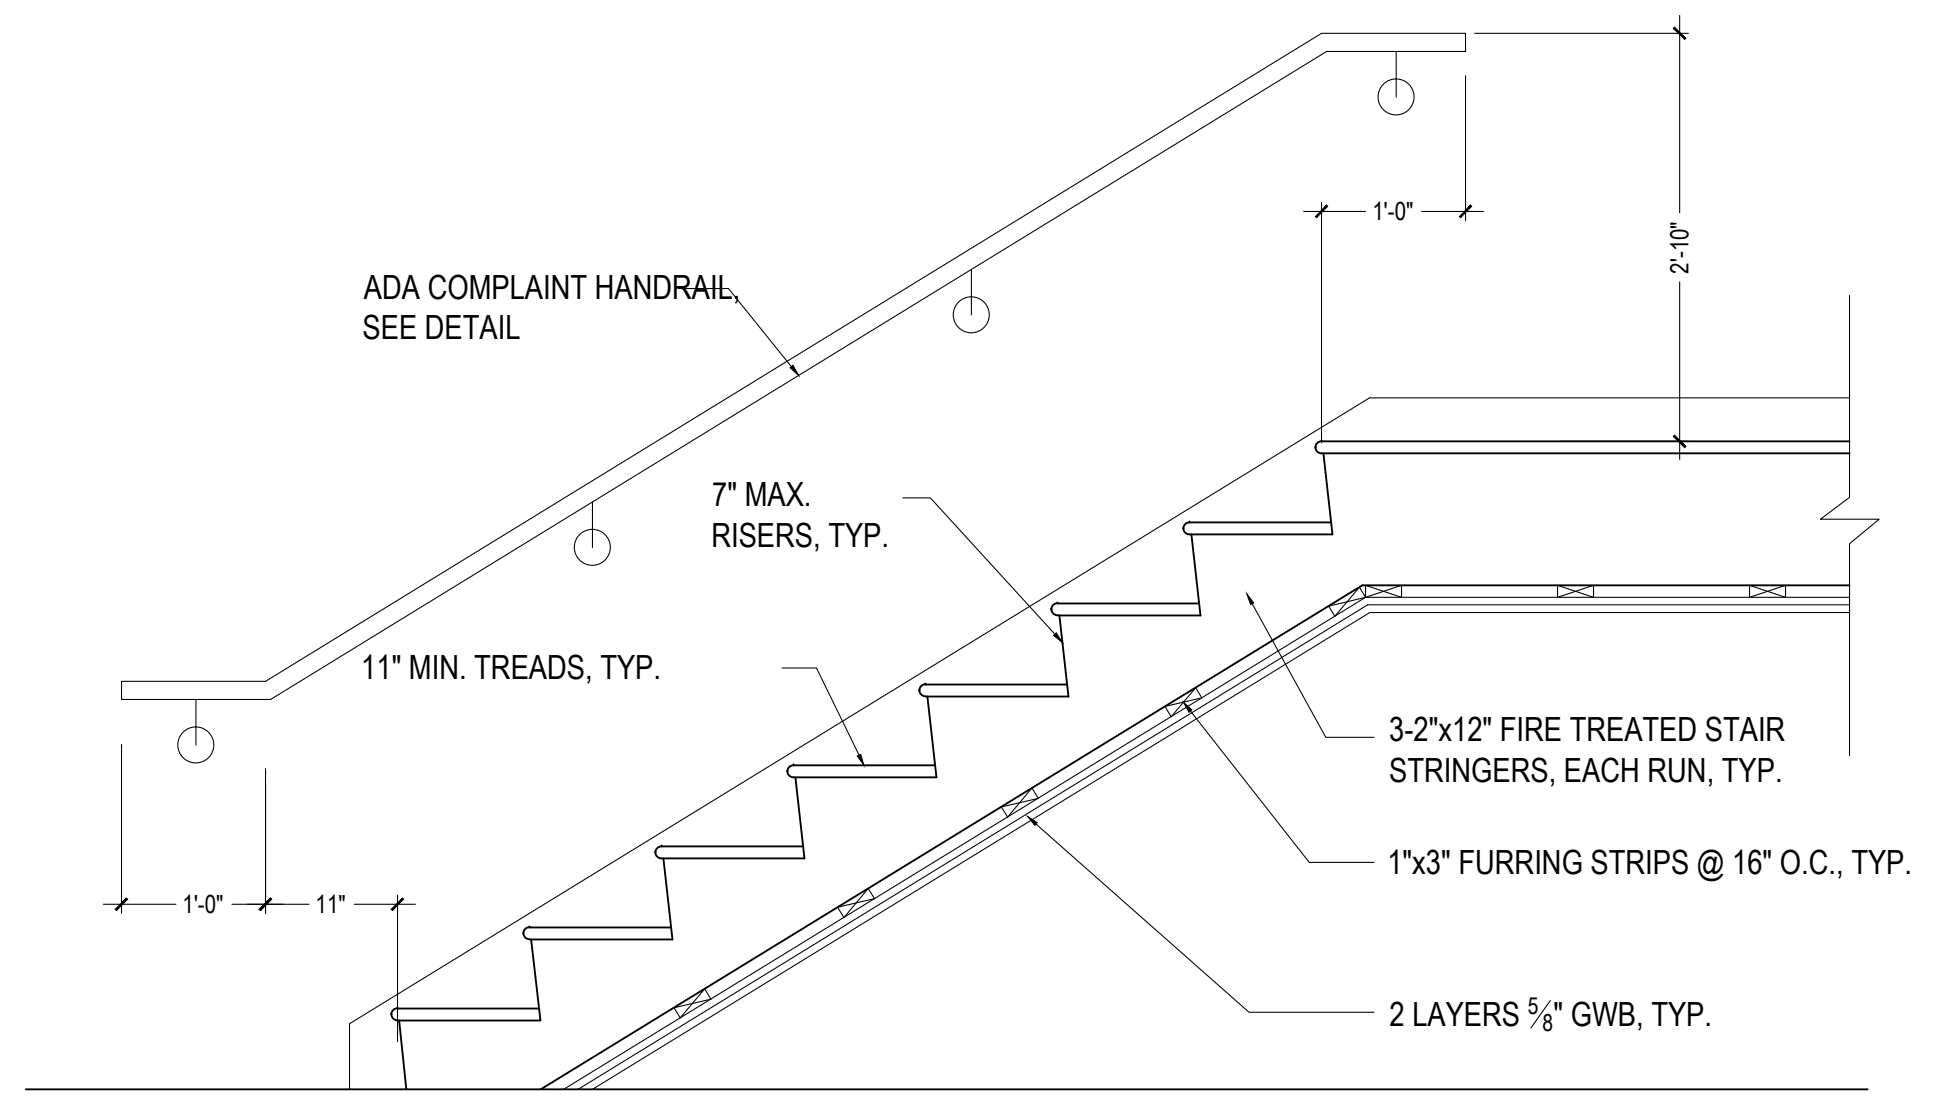 1'-0"
2'-10"
ADA COMPLAINT HANDRAIL,
SEE DETAIL
7" MAX.
RISERS, TYP.
11" MIN. TREADS, TYP.
3-2"x12" FIRE TREATED STAIR
STRINGERS, EACH RUN, TYP.
1"x3" FURRING STRIPS @ 16" O.C., TYP.
1'-0"
11"
2 LAYERS ⅝" GWB, TYP.